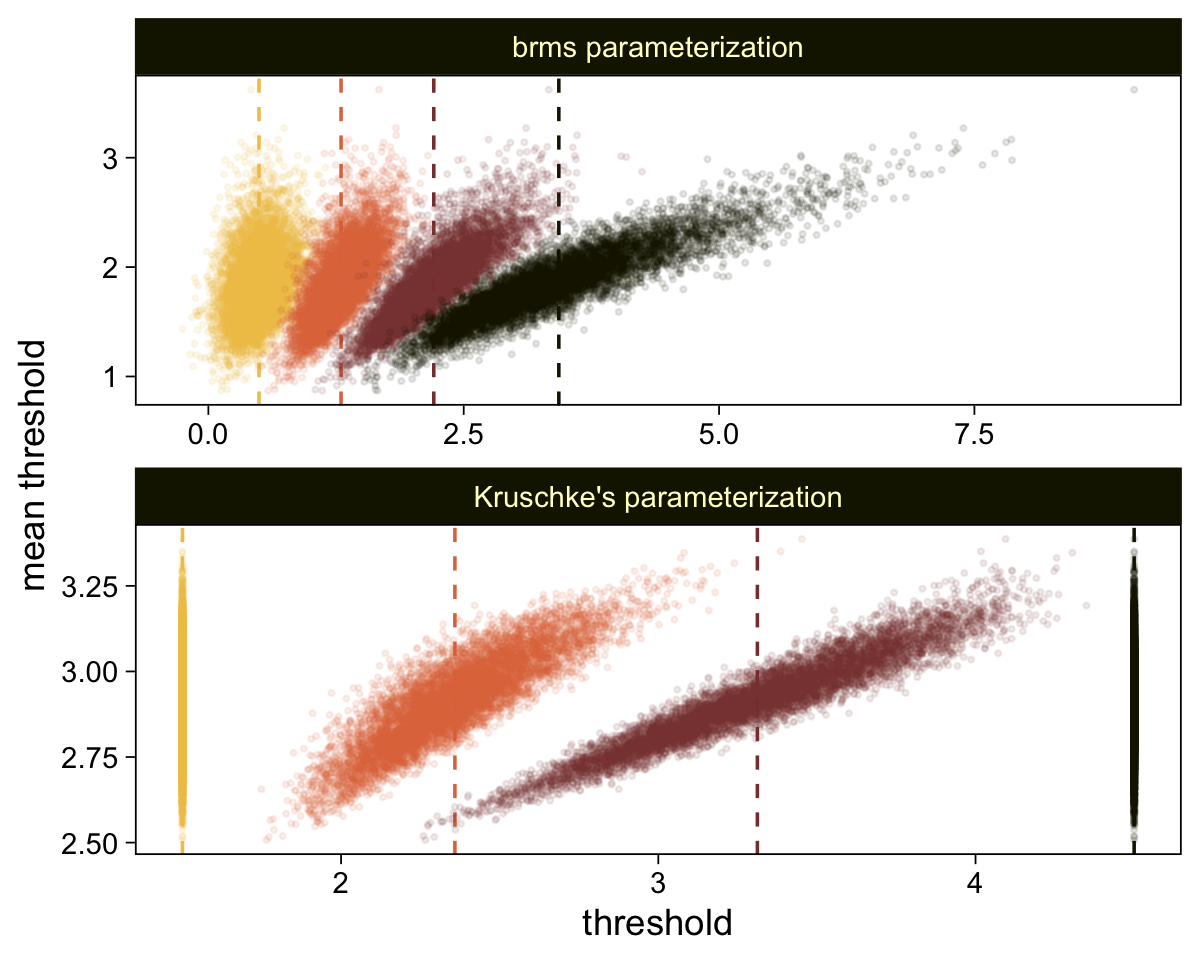 brms parameterization
3
2
1
0.0 2.5 5.0 7.5
mean threshold
Kruschke's parameterization
3.25
3.00
2.75
2.50
2 3 4
threshold